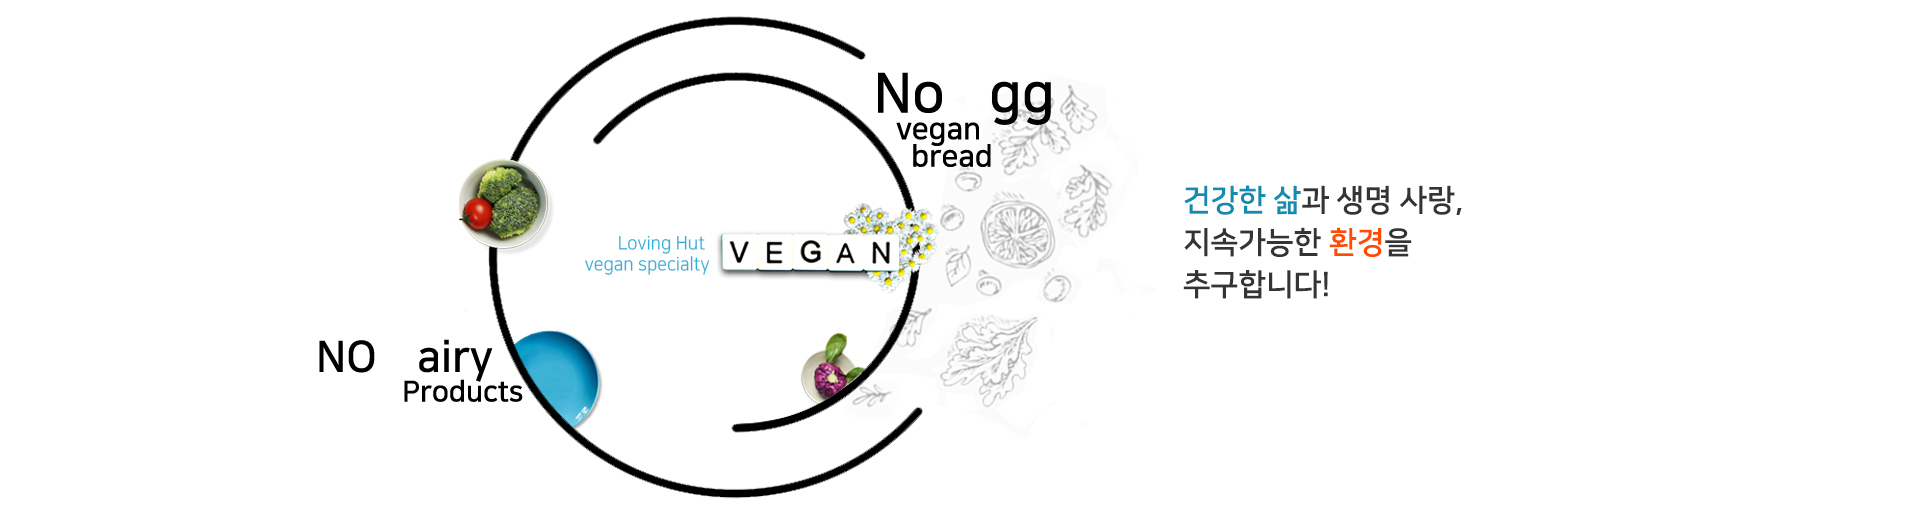 No gg
vegan
bread
Loving Hut
vegan specialty
VEGAN
NO airy
Products
건강한 삶과 생명 사랑,
지속가능한 환경을
추구합니다!